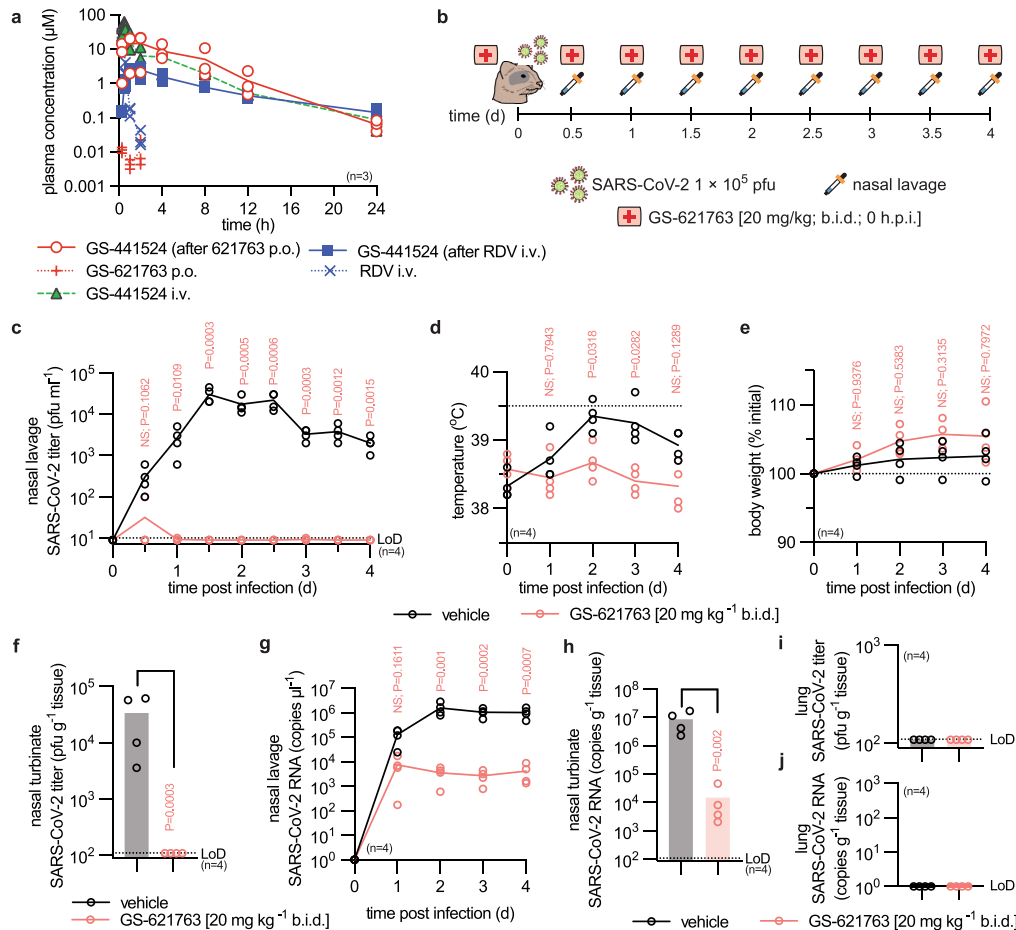 a
plasma concentration (µM)
100
10
1
0.1
0.01
0.001
0
4
8
12
16
20
24
(n=3)
time (h)
GS-441524 (after 621763 p.o.)
GS-621763 p.o.
GS-441524 i.v.
GS-441524 (after RDV i.v.)
RDV i.v.
b
time (d)
0
0.5
1
1.5
2
2.5
3
3.5
4
SARS-CoV-2 1 × 10⁵ pfu
nasal lavage
GS-621763 [20 mg/kg; b.i.d.; 0 h.p.i.]
c
nasal lavage
SARS-CoV-2 titer (pfu ml⁻¹)
10⁵
10⁴
10³
10²
10¹
NS; P=0.1062
P=0.0109
P=0.0003
P=0.0005
P=0.0006
P=0.0003
P=0.0012
P=0.0015
LoD
(n=4)
0
1
2
3
4
time post infection (d)
d
temperature (°C)
40
39
38
NS; P=0.7943
P=0.0318
P=0.0282
NS; P=0.1289
(n=4)
0
1
2
3
4
time post infection (d)
e
body weight (% initial)
110
100
90
NS; P=0.9376
NS; P=0.5383
NS; P=0.3135
NS; P=0.7972
(n=4)
0
1
2
3
4
time post infection (d)
vehicle
GS-621763 [20 mg kg⁻¹ b.i.d.]
f
nasal turbinate
SARS-CoV-2 titer (pfu g⁻¹ tissue)
10⁵
10⁴
10³
10²
P=0.0003
LoD
(n=4)
vehicle
GS-621763 [20 mg kg⁻¹ b.i.d.]
g
nasal lavage
SARS-CoV-2 RNA (copies µl⁻¹)
10⁷
10⁶
10⁵
10⁴
10³
10²
10¹
10⁰
NS; P=0.1611
P=0.001
P=0.0002
P=0.0007
(n=4)
0
1
2
3
4
time post infection (d)
h
nasal turbinate
SARS-CoV-2 RNA (copies g⁻¹ tissue)
10⁸
10⁷
10⁶
10⁵
10⁴
10³
10²
P=0.002
LoD
(n=4)
i
lung
SARS-CoV-2 titer
(pfu g⁻¹ tissue)
10³
10²
(n=4)
LoD
j
lung
SARS-CoV-2 RNA
(copies g⁻¹ tissue)
10¹
10⁰
(n=4)
LoD
vehicle
GS-621763 [20 mg kg⁻¹ b.i.d.]